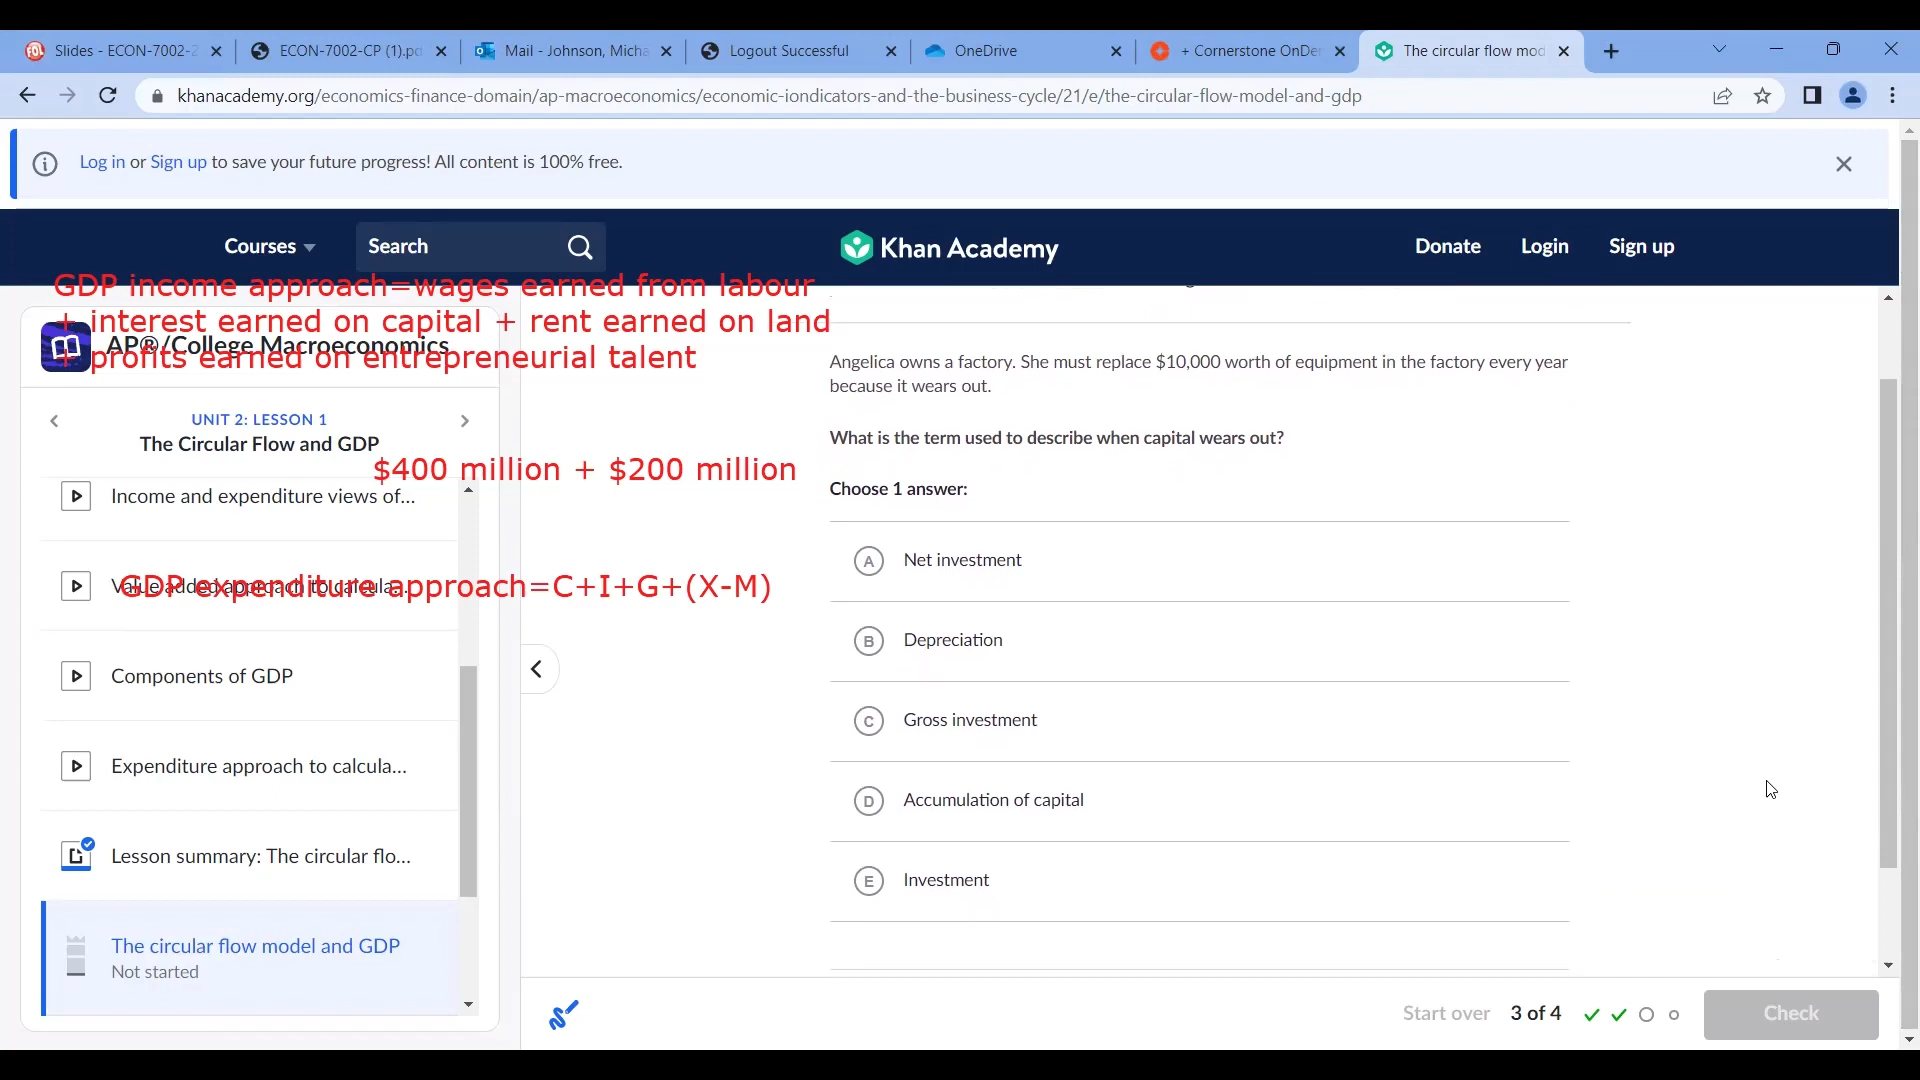 Slides - ECON-7002-2
ECON-7002-CP (1).pd
Mail - Johnson, Micha
Logout Successful
OneDrive
+ Cornerstone OnDem
The circular flow mod
khanacademy.org/economics-finance-domain/ap-macroeconomics/economic-iondicators-and-the-business-cycle/21/e/the-circular-flow-model-and-gdp
Log in or Sign up to save your future progress! All content is 100% free.
Courses
Search
Khan Academy
Donate
Login
Sign up
GDP income approach=wages earned from labour
+ interest earned on capital + rent earned on land
+ profits earned on entrepreneurial talent
AP®/College Macroeconomics
UNIT 2: LESSON 1
The Circular Flow and GDP
$400 million + $200 million
Income and expenditure views of...
Value added approach to calcula...
GDP expenditure approach=C+I+G+(X-M)
Components of GDP
Expenditure approach to calcula...
Lesson summary: The circular flo...
The circular flow model and GDP
Not started
Angelica owns a factory. She must replace $10,000 worth of equipment in the factory every year
because it wears out.
What is the term used to describe when capital wears out?
Choose 1 answer:
A Net investment
B Depreciation
C Gross investment
D Accumulation of capital
E Investment
Start over
3 of 4
Check